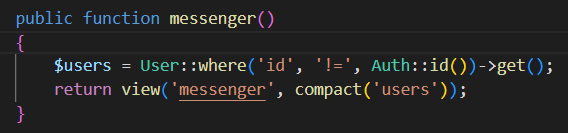 public function messenger()
{
    $users = User::where('id', '!=', Auth::id())->get();
    return view('messenger', compact('users'));
}